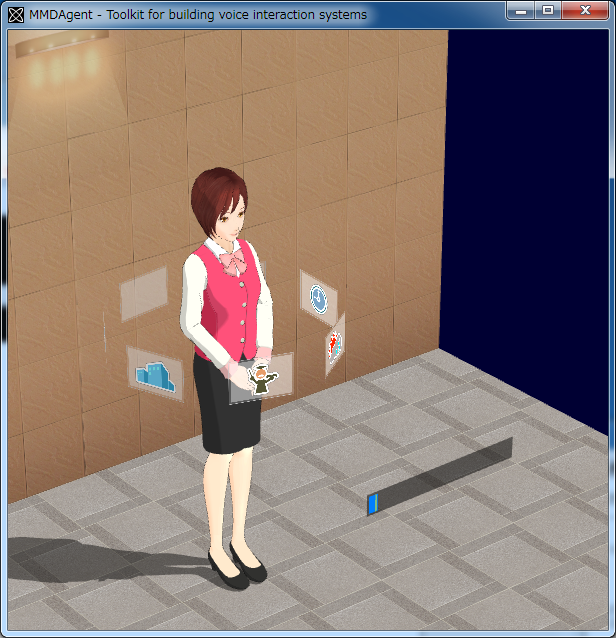 MMDAgent - Toolkit for building voice interaction systems